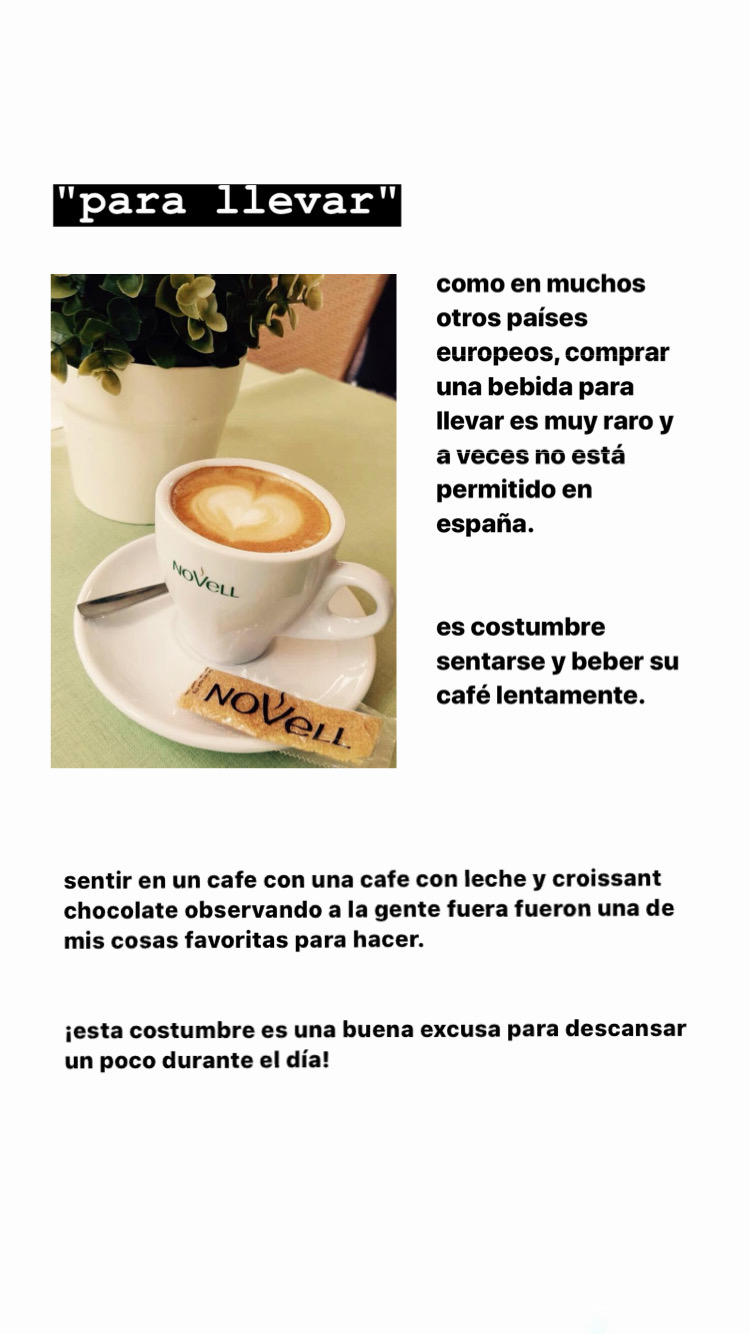 "para llevar"
como en muchos
otros países
europeos, comprar
una bebida para
llevar es muy raro y
a veces no está
permitido en
españa.
es costumbre
sentarse y beber su
café lentamente.
NOVELL
NOVELL
sentir en un cafe con una cafe con leche y croissant
chocolate observando a la gente fuera fueron una de
mis cosas favoritas para hacer.
¡esta costumbre es una buena excusa para descansar
un poco durante el día!